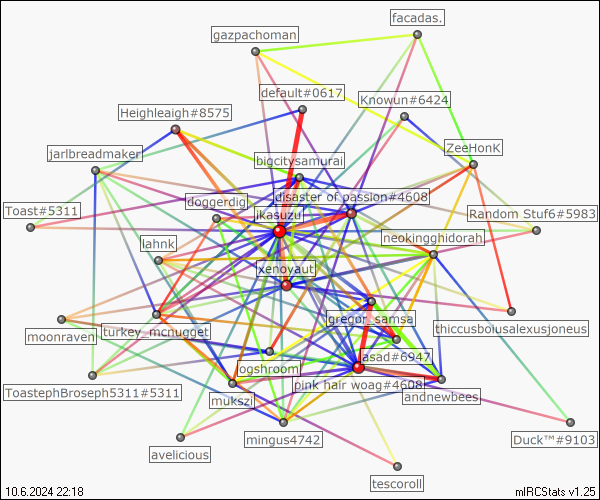 facadas.
gazpachoman
default#0617
Knowun#6424
Heighleaigh#8575
ZeeHonK
jarlbreadmaker
bigcitysamurai
disaster of passion#4608
doggerdig
Toast#5311
ikasuzu
Random Stuf6#5983
neokingghidorah
lahnk
xenoyaut
gregor_samsa
thiccusboiusalexusjoneus
turkey_mcnugget
moonraven
asad#6947
ogshroom
pink hair woag#4608
ToastephBroseph5311#5311
mukszi
andnewbees
mingus4742
Duck™#9103
avelicious
tescoroll
10.6.2024 22:18
mIRCStats v1.25